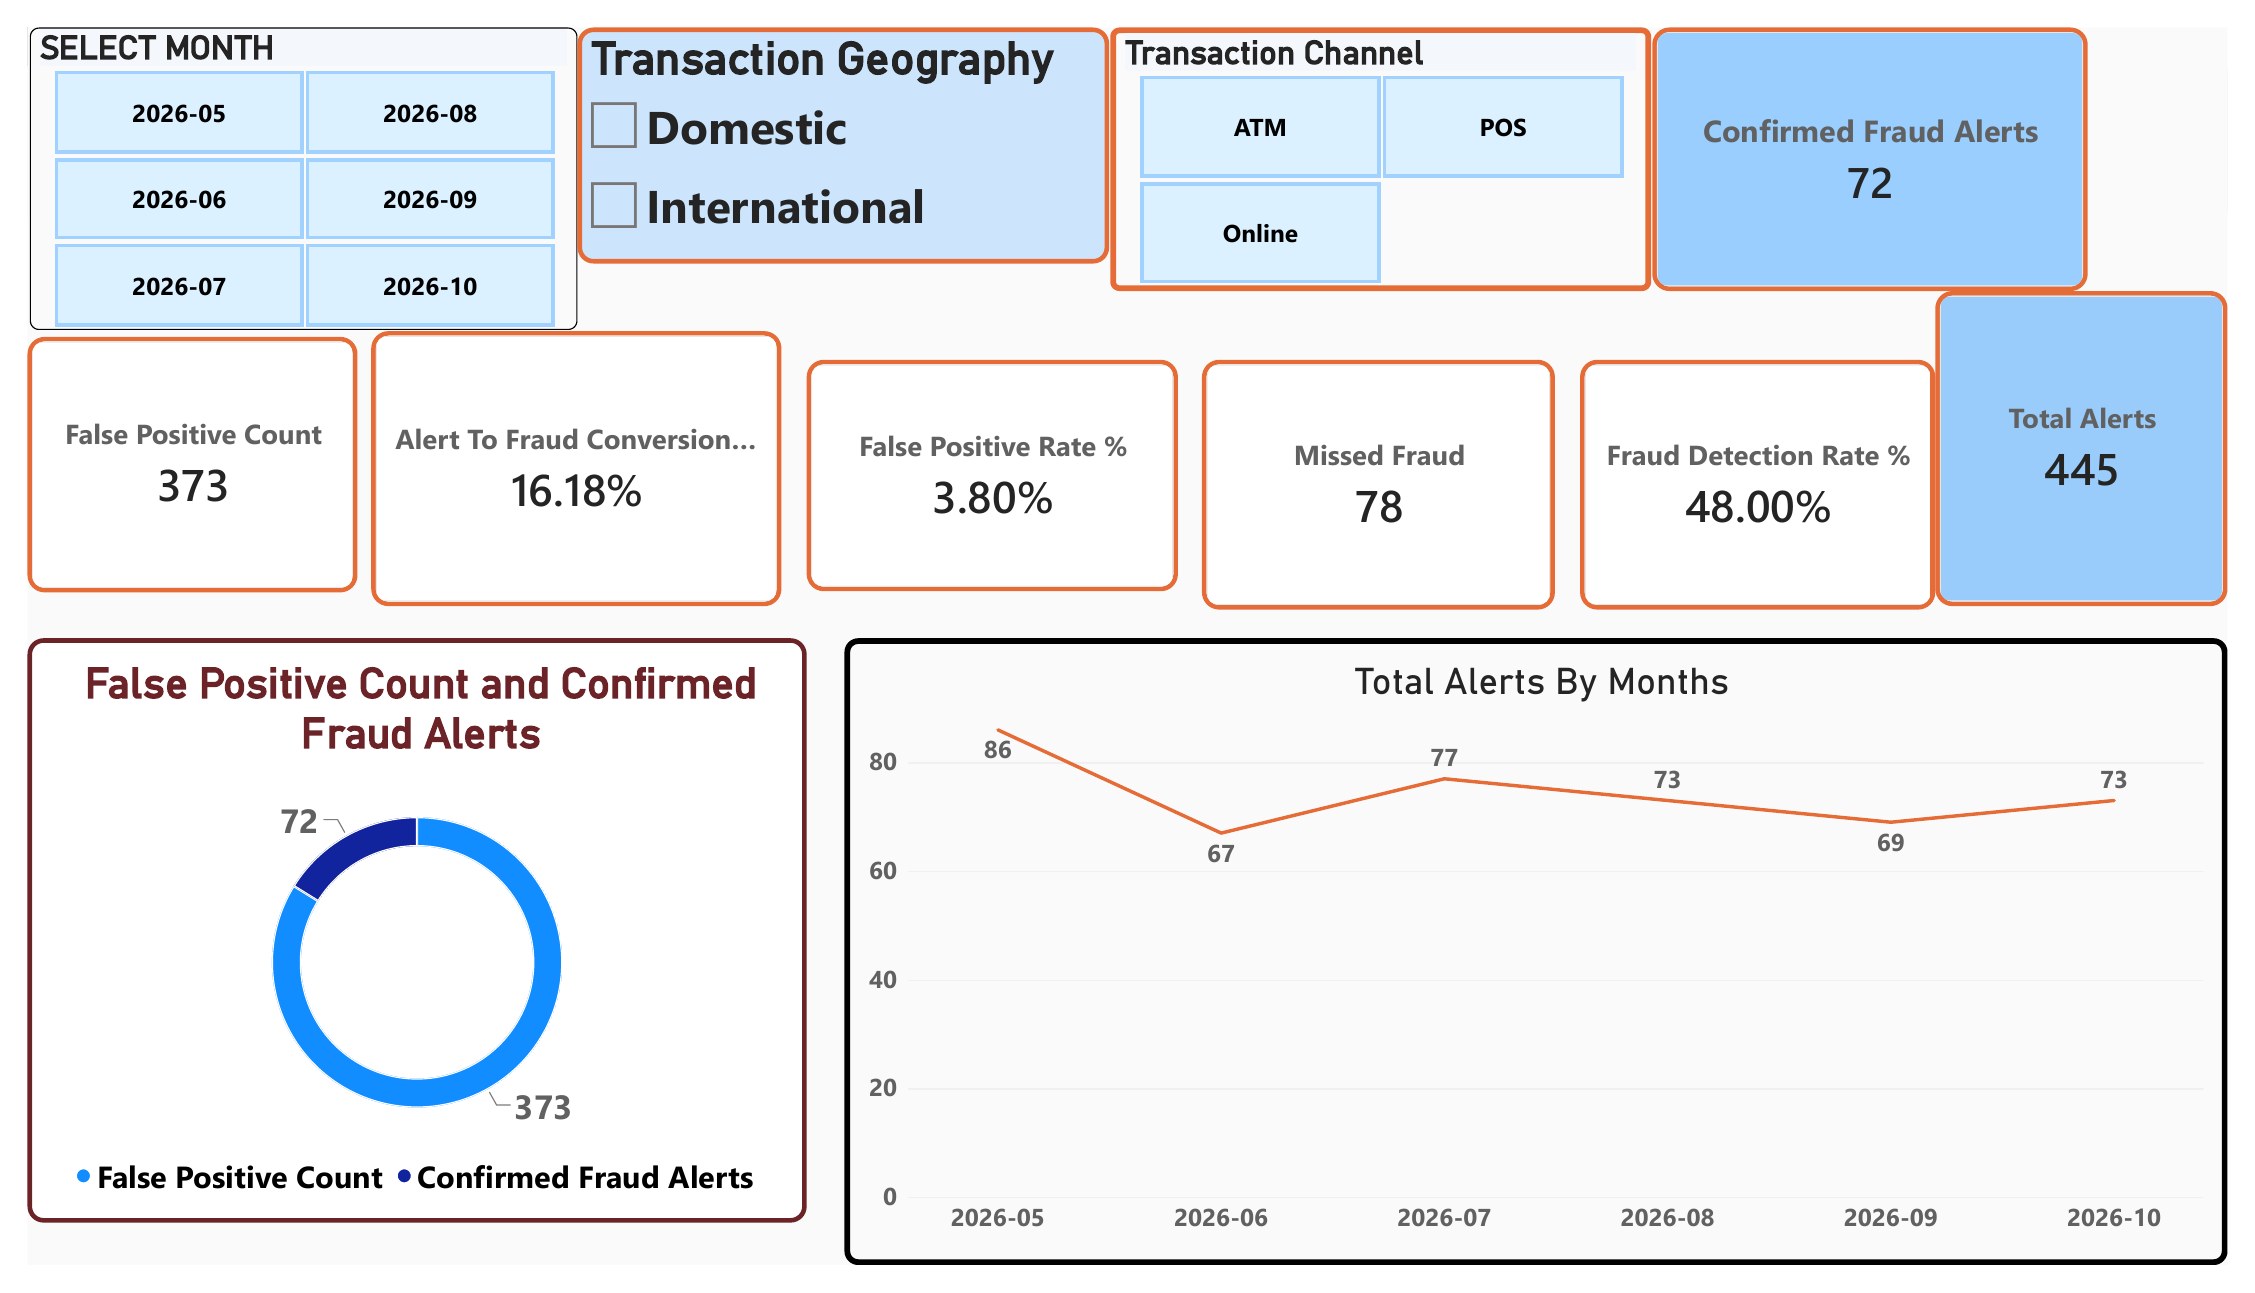 SELECT MONTH
2026-05
2026-08
2026-06
2026-09
2026-07
2026-10
Transaction Geography
Domestic
International
Transaction Channel
ATM
POS
Online
Confirmed Fraud Alerts
72
False Positive Count
373
Alert To Fraud Conversion...
16.18%
False Positive Rate %
3.80%
Missed Fraud
78
Fraud Detection Rate %
48.00%
Total Alerts
445
False Positive Count and Confirmed
Fraud Alerts
72
373
False Positive Count
Confirmed Fraud Alerts
Total Alerts By Months
80
60
40
20
0
86
67
77
73
69
73
2026-05
2026-06
2026-07
2026-08
2026-09
2026-10